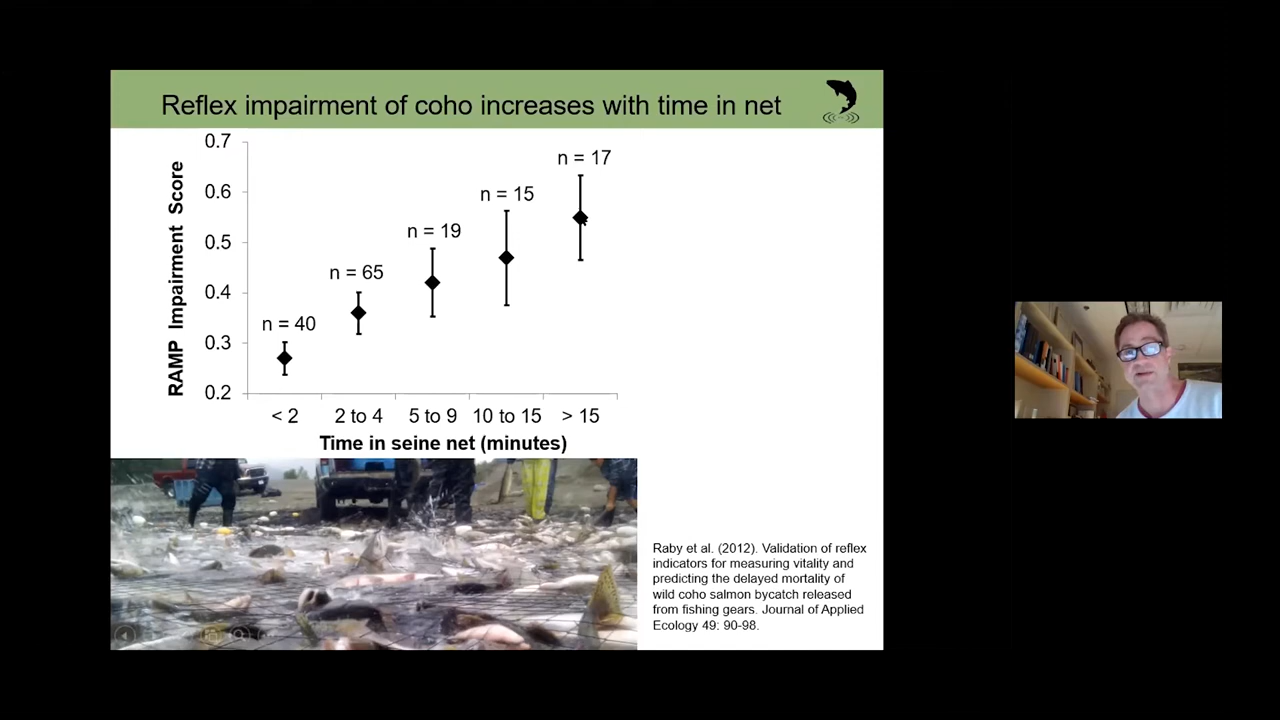 Reflex impairment of coho increases with time in net
RAMP Impairment Score
0.7
0.6
0.5
0.4
0.3
0.2
n = 40
n = 65
n = 19
n = 15
n = 17
< 2
2 to 4
5 to 9
10 to 15
> 15
Time in seine net (minutes)
Raby et al. (2012). Validation of reflex
indicators for measuring vitality and
predicting the delayed mortality of
wild coho salmon bycatch released
from fishing gears. Journal of Applied
Ecology 49: 90-98.